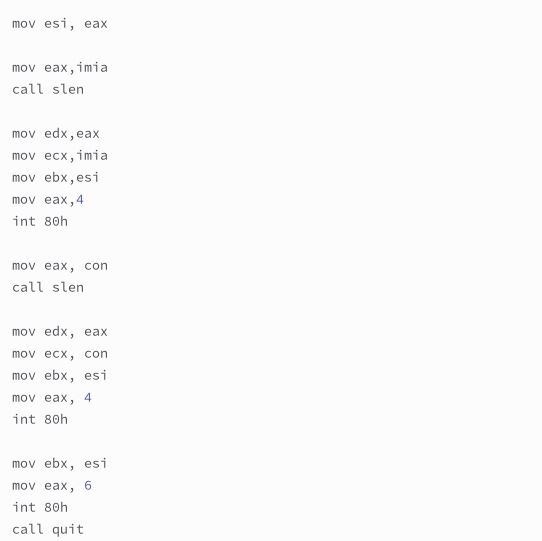 mov esi, eax
mov eax,imia
call slen
mov edx,eax
mov ecx,imia
mov ebx,esi
mov eax,4
int 80h
mov eax, con
call slen
mov edx, eax
mov ecx, con
mov ebx, esi
mov eax, 4
int 80h
mov ebx, esi
mov eax, 6
int 80h
call quit